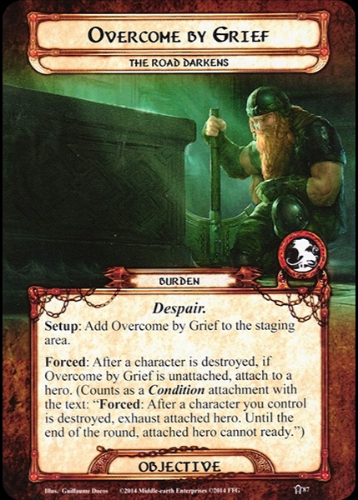 OVERCOME BY GRIEF
THE ROAD DARKENS
BURDEN
Despair.
Setup: Add Overcome by Grief to the staging
area.
Forced: After a character is destroyed, if
Overcome by Grief is unattached, attach to a
hero. (Counts as a Condition attachment with
the text: “Forced: After a character you control
is destroyed, exhaust attached hero. Until the
end of the round, attached hero cannot ready.”)
OBJECTIVE
©2014 Middle-earth Enterprises ©2014 FFG
87